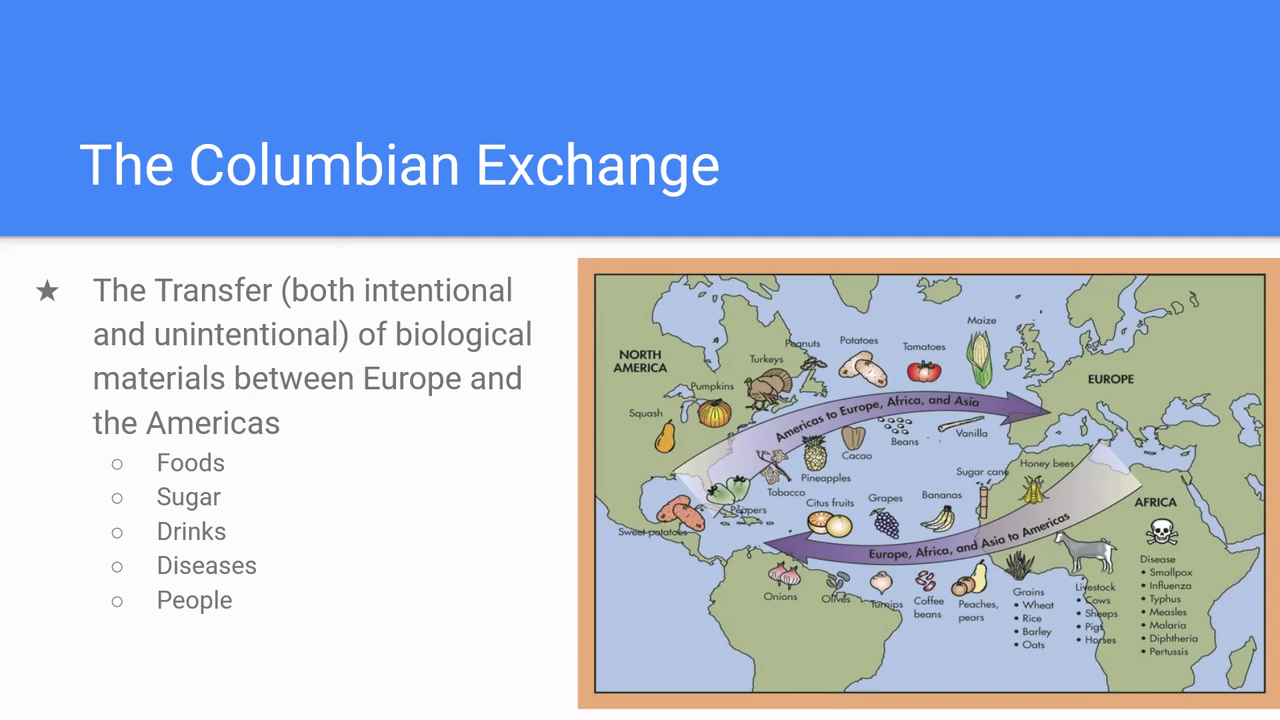 The Columbian Exchange
★ The Transfer (both intentional
and unintentional) of biological
materials between Europe and
the Americas
○ Foods
○ Sugar
○ Drinks
○ Diseases
○ People
Maize
Peanuts
Potatoes
Tomatoes
NORTH
AMERICA
Turkeys
EUROPE
Pumpkins
Squash
Americas to Europe, Africa, and Asia
Beans
Vanilla
Cacao
Pineapples
Tobacco
Peppers
Sweet potatoes
Sugar cane
Honey bees
Citus fruits
Grapes
Bananas
AFRICA
Europe, Africa, and Asia to Americas
Onions
Olives
Turnips
Coffee
beans
Peaches,
pears
Grains
• Wheat
• Rice
• Barley
• Oats
Livestock
• Cows
• Sheeps
• Pigs
• Horses
Disease
• Smallpox
• Influenza
• Typhus
• Measles
• Malaria
• Diphtheria
• Pertussis